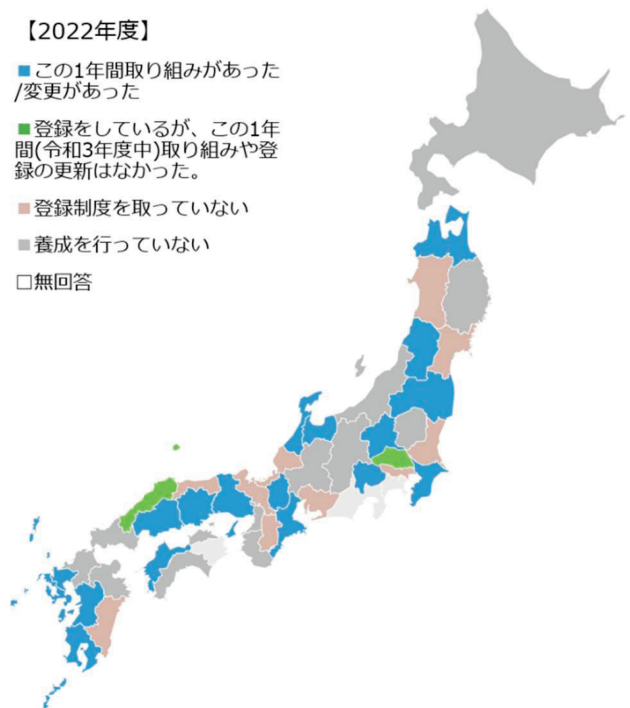 【2022年度】
■この1年間取り組みがあった
/変更があった
■登録をしているが、この1年
間(令和3年度中)取り組みや登
録の更新はなかった。
■登録制度を取っていない
■養成を行っていない
□無回答